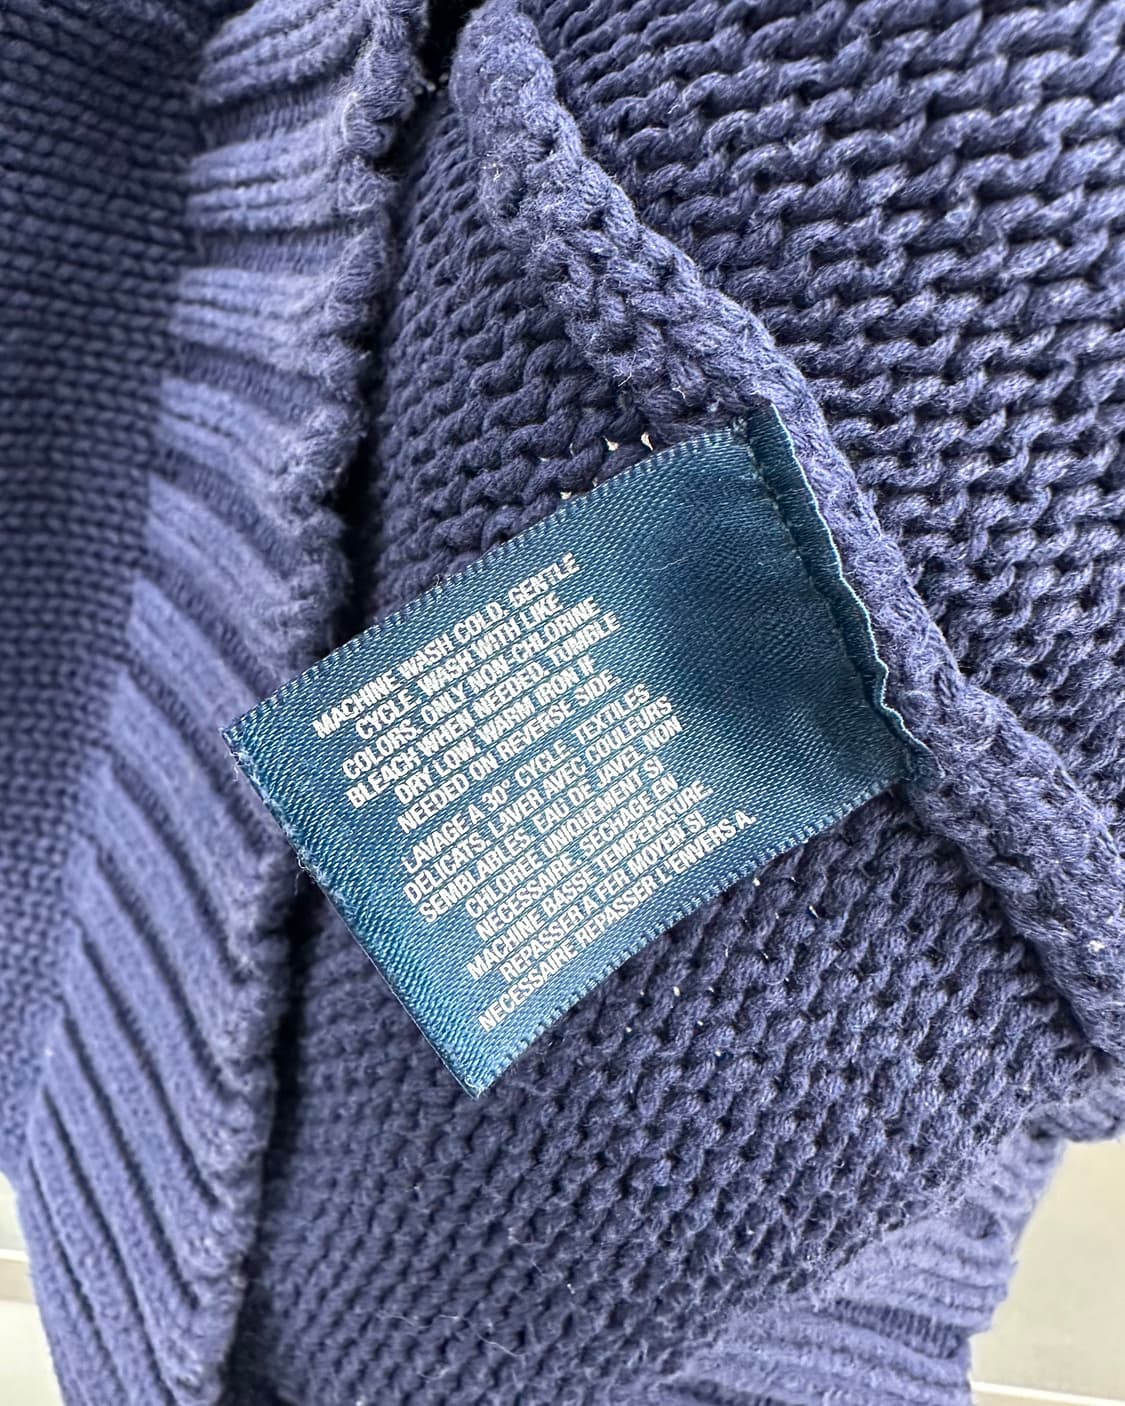 MACHINE WASH COLD. GENTLE
CYCLE. WASH WITH LIKE
COLORS. ONLY NON-CHLORINE
BLEACH WHEN NEEDED. TUMBLE
DRY LOW. WARM IRON IF
NEEDED ON REVERSE SIDE
LAVAGE A 30° CYCLE TEXTILES
DELICATS. LAVER AVEC COULEURS
SEMBLABLES. EAU DE JAVEL NON
CHLOREE UNIQUEMENT SI
NECESSAIRE. SECHAGE EN
MACHINE BASSE TEMPERATURE.
REPASSER A FER MOYEN SI
NECESSAIRE. REPASSER A L'ENVERS.